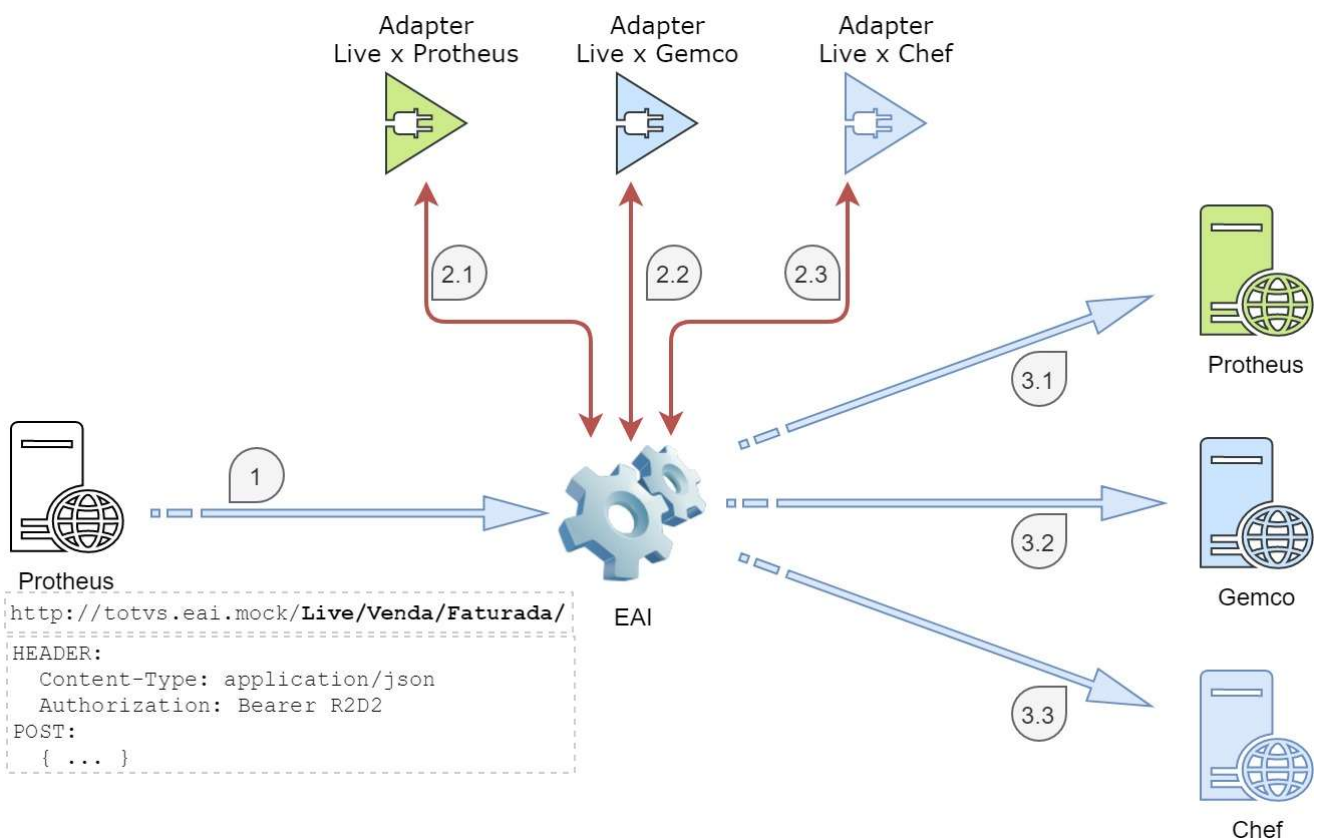 Adapter
Live x Protheus
Adapter
Live x Gemco
Adapter
Live x Chef
2.1
2.2
2.3
Protheus
3.1
1
3.2
Gemco
Protheus
http://totvs.eai.mock/Live/Venda/Faturada/
EAI
HEADER:
Content-Type: application/json
Authorization: Bearer R2D2
POST:
{ ... }
3.3
Chef